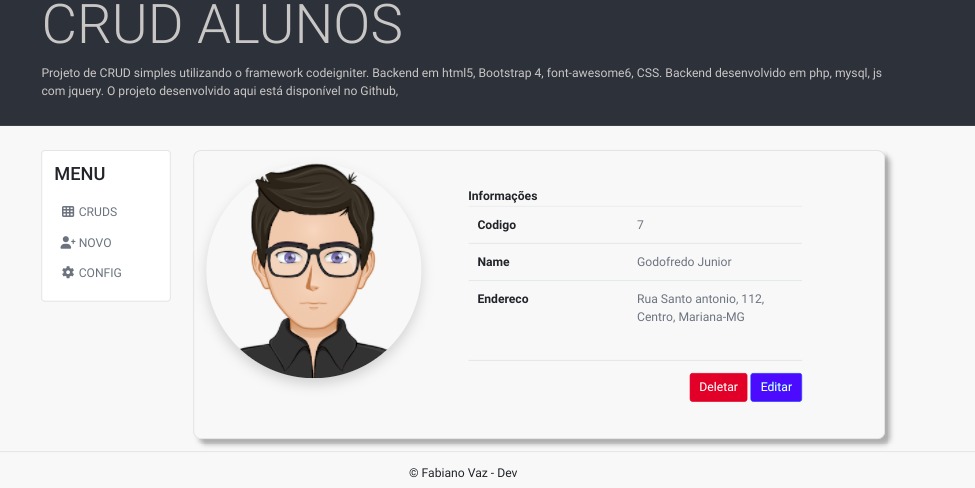 CRUD ALUNOS
Projeto de CRUD simples utilizando o framework codeigniter. Backend em html5, Bootstrap 4, font-awesome6, CSS. Backend desenvolvido em php, mysql, js
com jquery. O projeto desenvolvido aqui está disponível no Github,
MENU
CRUDS
NOVO
CONFIG
Informações
Codigo 7
Name Godofredo Junior
Endereco Rua Santo antonio, 112,
Centro, Mariana-MG
Deletar Editar
© Fabiano Vaz - Dev